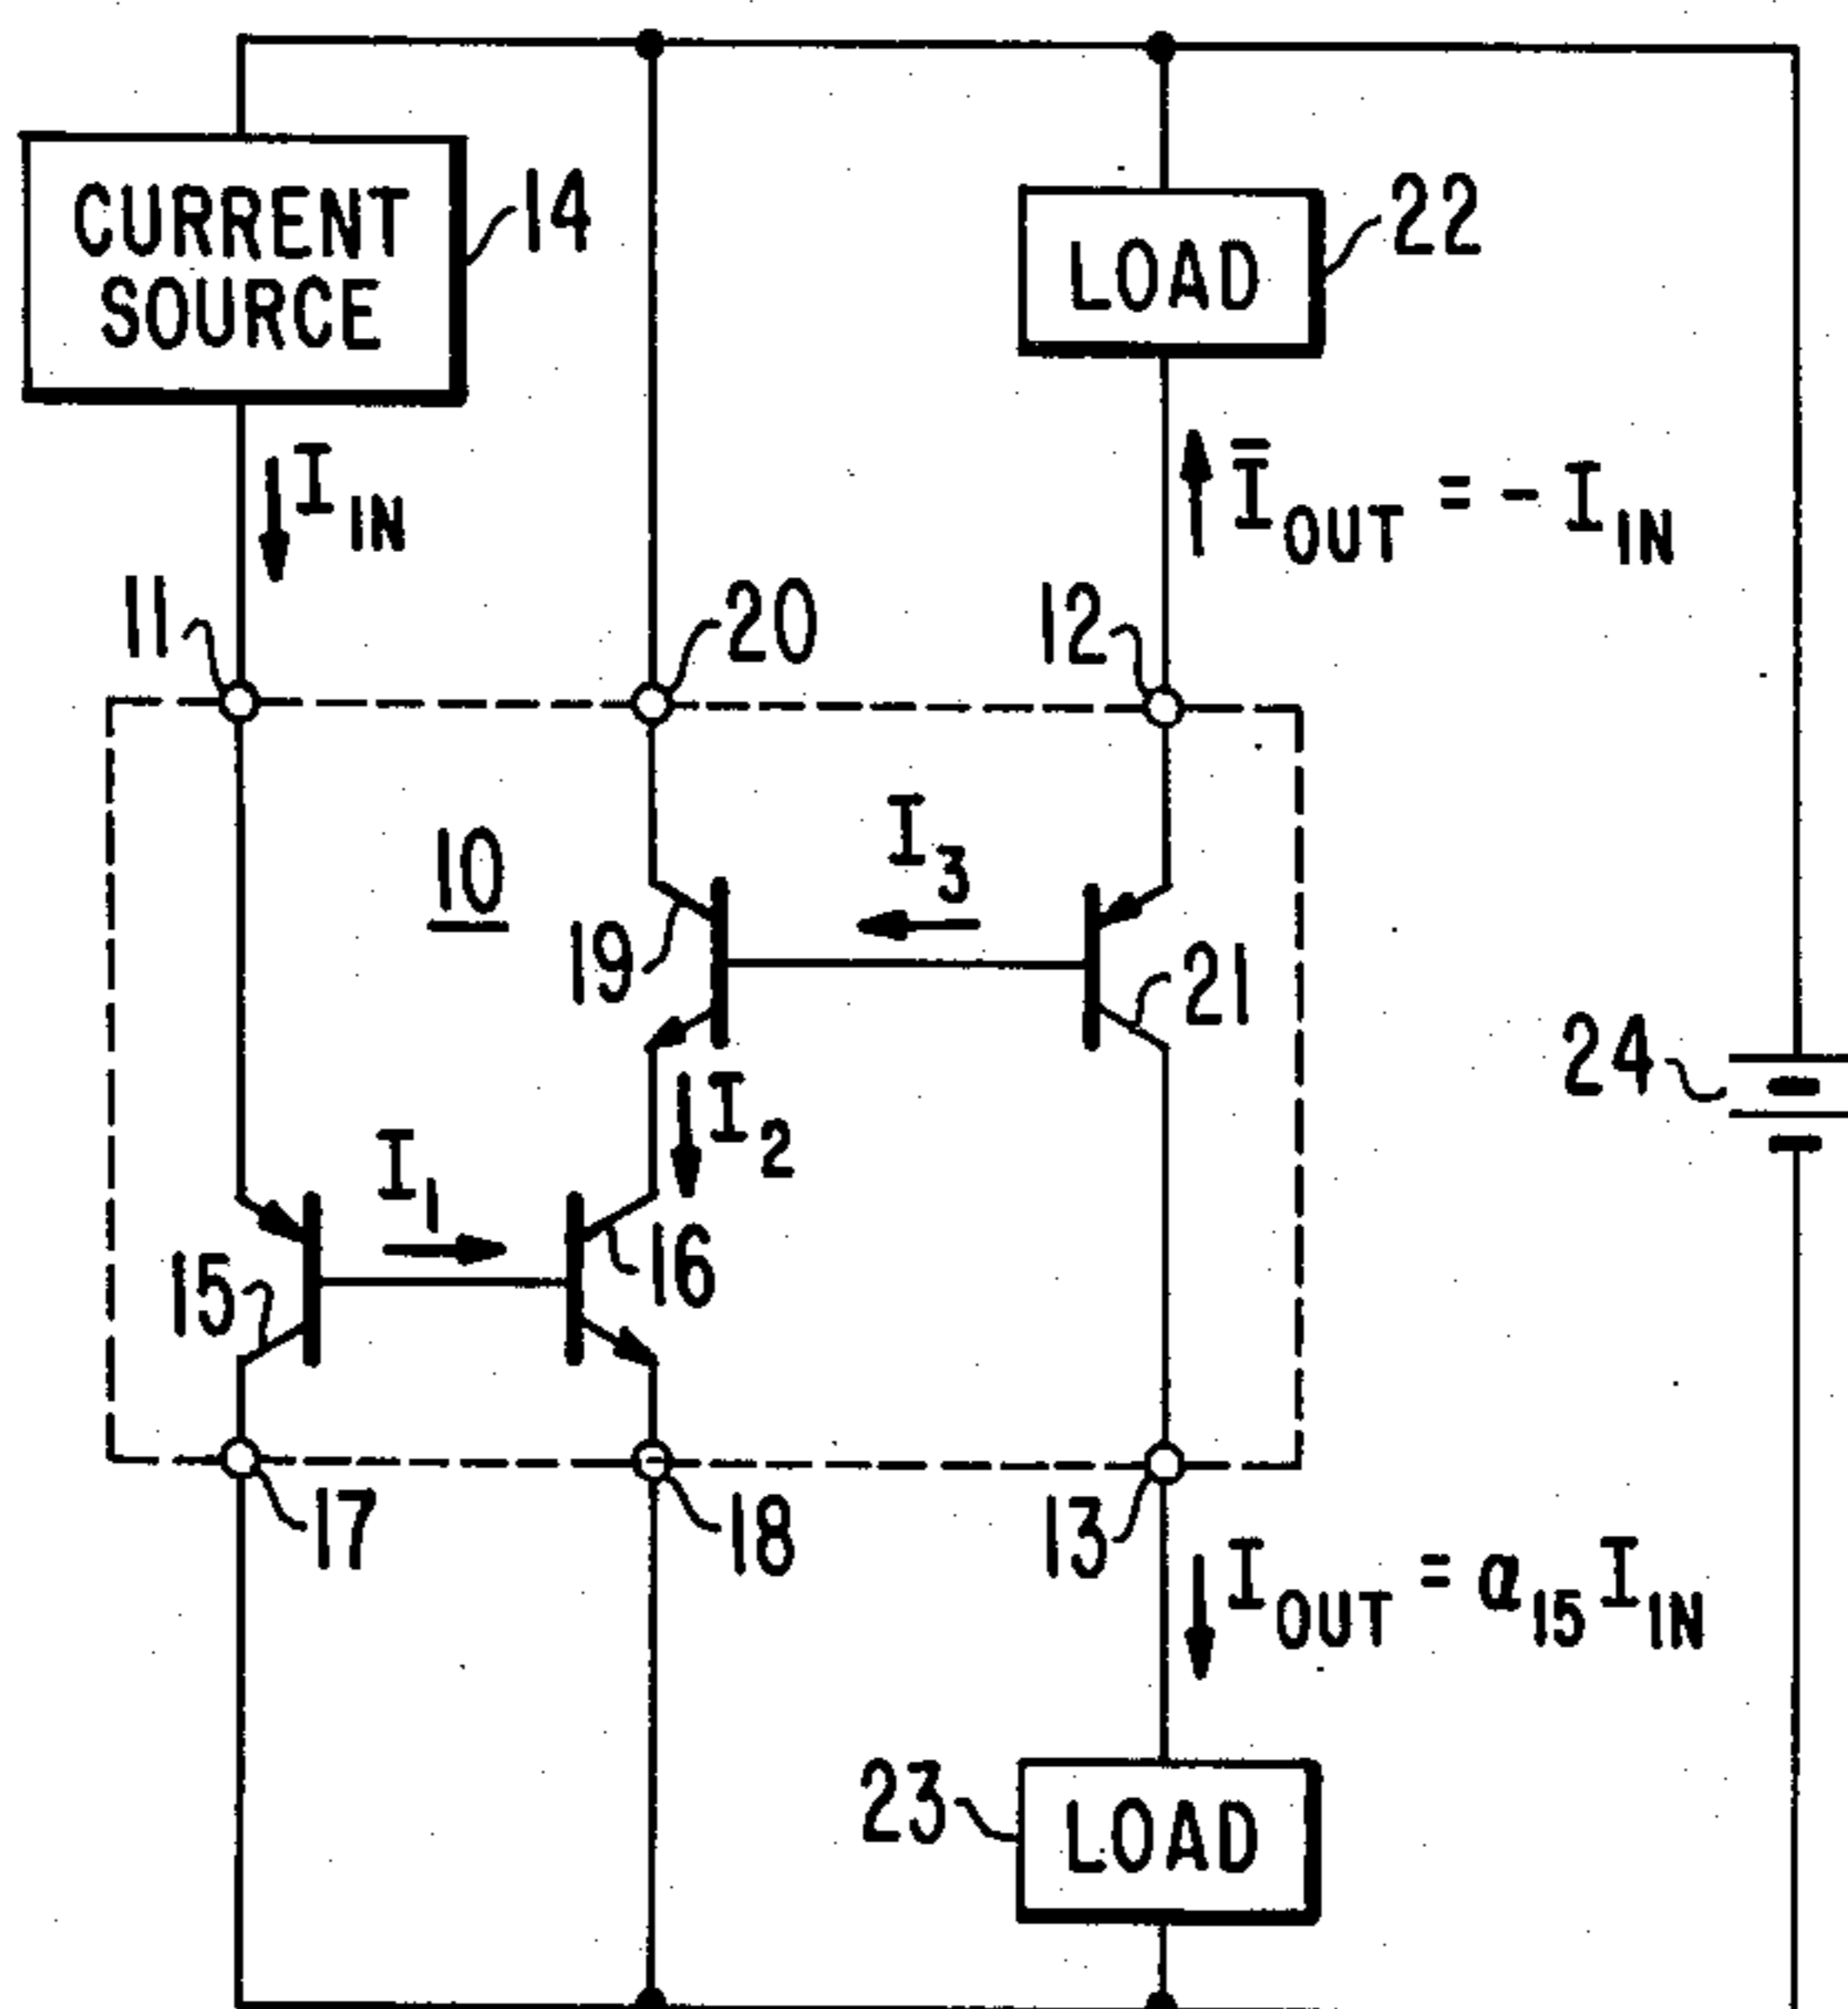 CURRENT
SOURCE
14
LOAD
22
I_IN
Ī_OUT = - I_IN
11
20
12
10
I_3
19
21
24
I_2
I_1
16
15
17
18
13
I_OUT = α_15 I_IN
23
LOAD